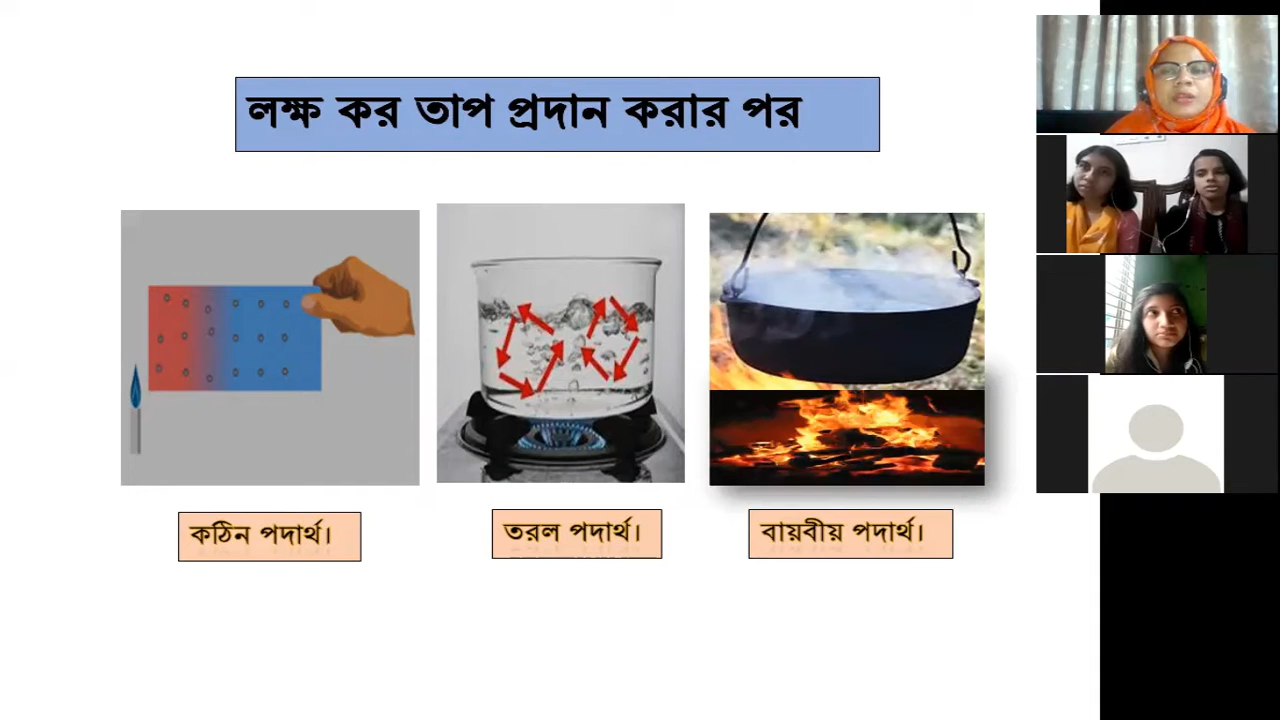 লক্ষ কর তাপ প্রদান করার পর
কঠিন পদার্থ।
তরল পদার্থ।
বায়বীয় পদার্থ।